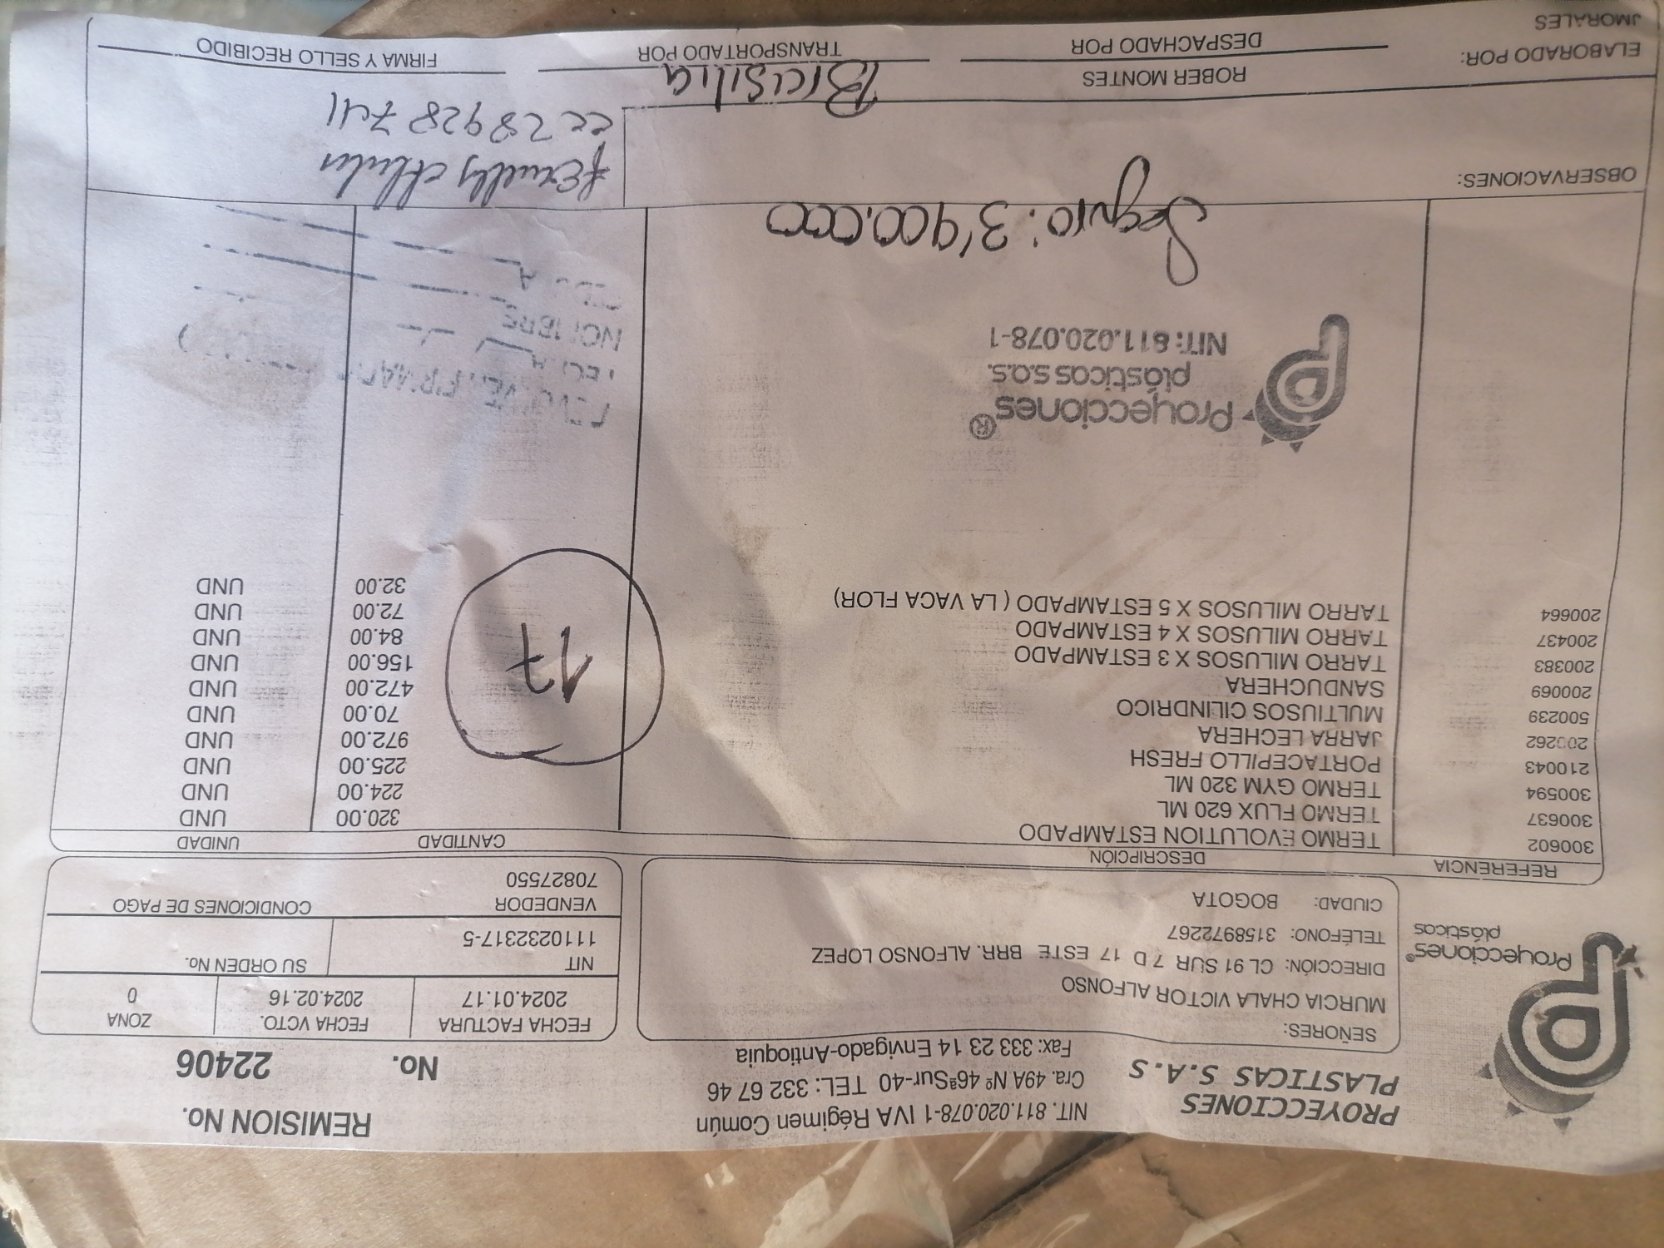 PROYECCIONES
PLASTICAS S.A.S
NIT. 811.020.078-1 IVA Régimen Común
Cra. 49A Nº 46ªSur-40 TEL: 332 67 46
Fax: 333 23 14 Envigado-Antioquia
REMISION No.
No. 22406
Proyecciones®
plásticos
SEÑORES:
MURCIA CHALA VICTOR ALFONSO
DIRECCIÓN: CL 91 SUR 7 D 17 ESTE BRR. ALFONSO LOPEZ
TELÉFONO: 3158972267
CIUDAD: BOGOTA
FECHA FACTURA FECHA VCTO. ZONA
2024.01.17 2024.02.16 0
NIT SU ORDEN No.
1110232317-5
VENDEDOR CONDICIONES DE PAGO
70827550
REFERENCIA DESCRIPCIÓN CANTIDAD UNIDAD
300602 TERMO EVOLUTION ESTAMPADO 320.00 UND
300637 TERMO FLUX 620 ML 224.00 UND
300594 TERMO GYM 320 ML 225.00 UND
210043 PORTACEPILLO FRESH 972.00 UND
200262 JARRA LECHERA 70.00 UND
500239 MULTIUSOS CILINDRICO 472.00 UND
200069 SANDUCHERA 156.00 UND
200383 TARRO MILUSOS X 3 ESTAMPADO 84.00 UND
200437 TARRO MILUSOS X 4 ESTAMPADO 72.00 UND
200664 TARRO MILUSOS X 5 ESTAMPADO ( LA VACA FLOR) 32.00 UND
17
Proyecciones®
plásticas s.a.s.
NIT: 811.020.078-1
NOMBRE
Seguro: 3'900.000
OBSERVACIONES:
cc 28928741
Brasilia
ROBER MONTES
ELABORADO POR: DESPACHADO POR TRANSPORTADO POR FIRMA Y SELLO RECIBIDO
JMORALES